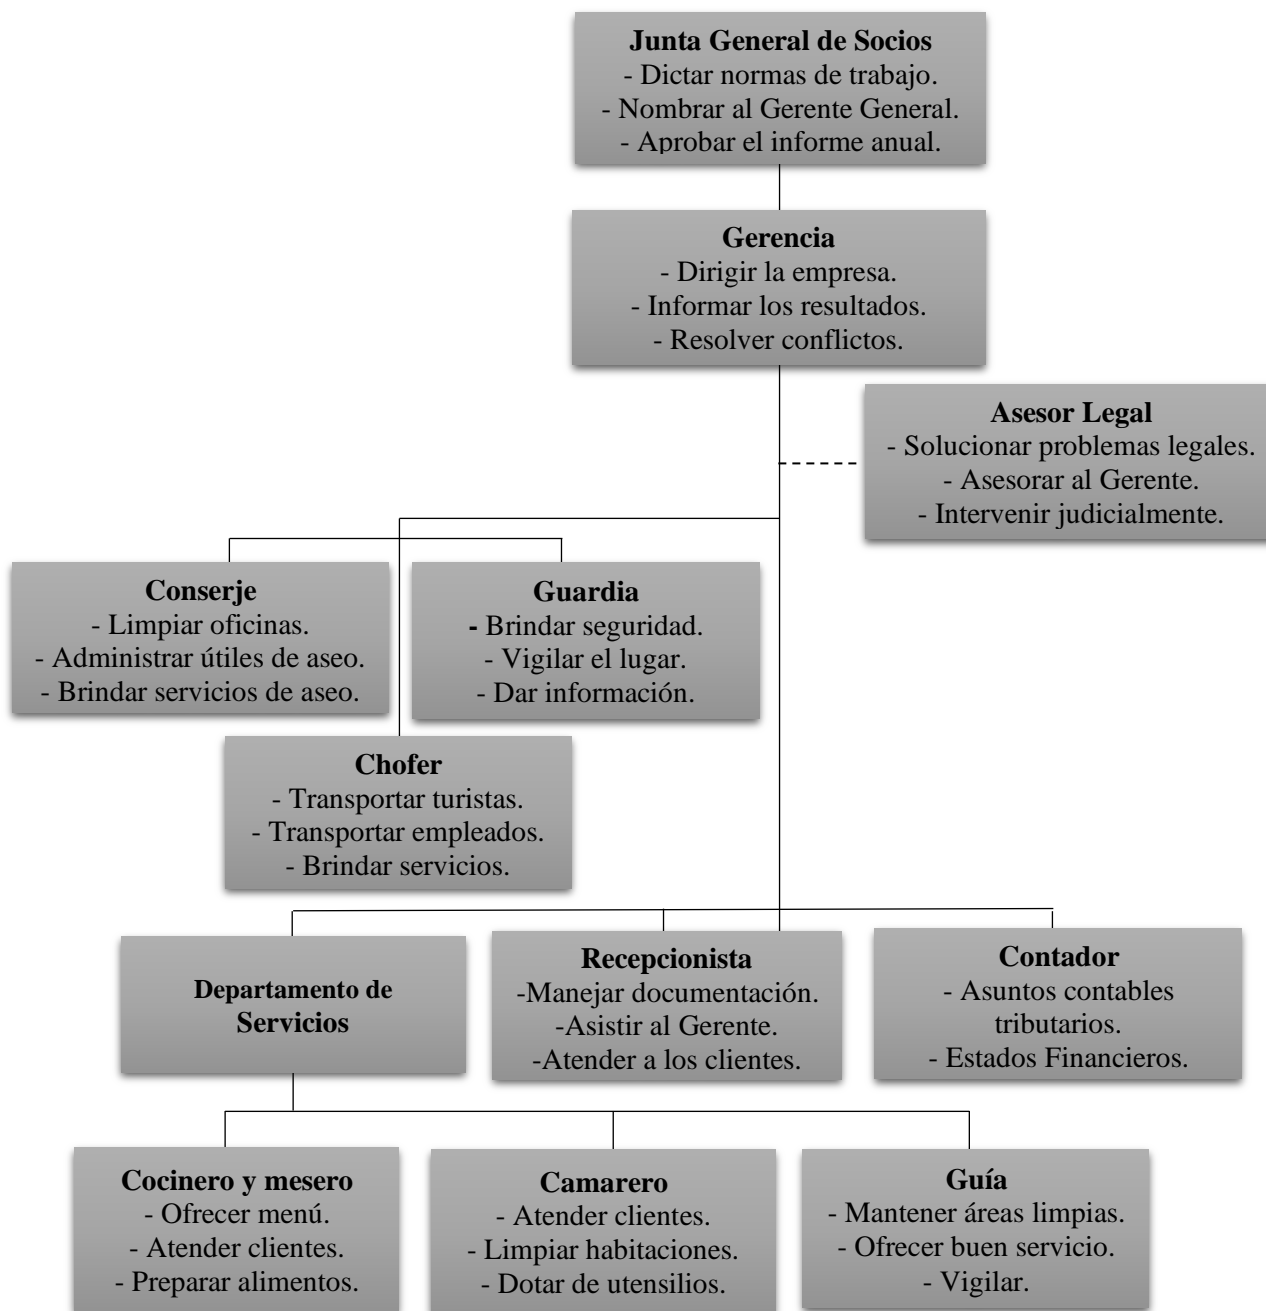 Junta General de Socios
- Dictar normas de trabajo.
- Nombrar al Gerente General.
- Aprobar el informe anual.
Gerencia
- Dirigir la empresa.
- Informar los resultados.
- Resolver conflictos.
Asesor Legal
- Solucionar problemas legales.
- Asesorar al Gerente.
- Intervenir judicialmente.
Conserje
- Limpiar oficinas.
- Administrar útiles de aseo.
- Brindar servicios de aseo.
Guardia
- Brindar seguridad.
- Vigilar el lugar.
- Dar información.
Chofer
- Transportar turistas.
- Transportar empleados.
- Brindar servicios.
Departamento de
Servicios
Recepcionista
-Manejar documentación.
-Asistir al Gerente.
-Atender a los clientes.
Contador
- Asuntos contables
tributarios.
- Estados Financieros.
Cocinero y mesero
- Ofrecer menú.
- Atender clientes.
- Preparar alimentos.
Camarero
- Atender clientes.
- Limpiar habitaciones.
- Dotar de utensilios.
Guía
- Mantener áreas limpias.
- Ofrecer buen servicio.
- Vigilar.